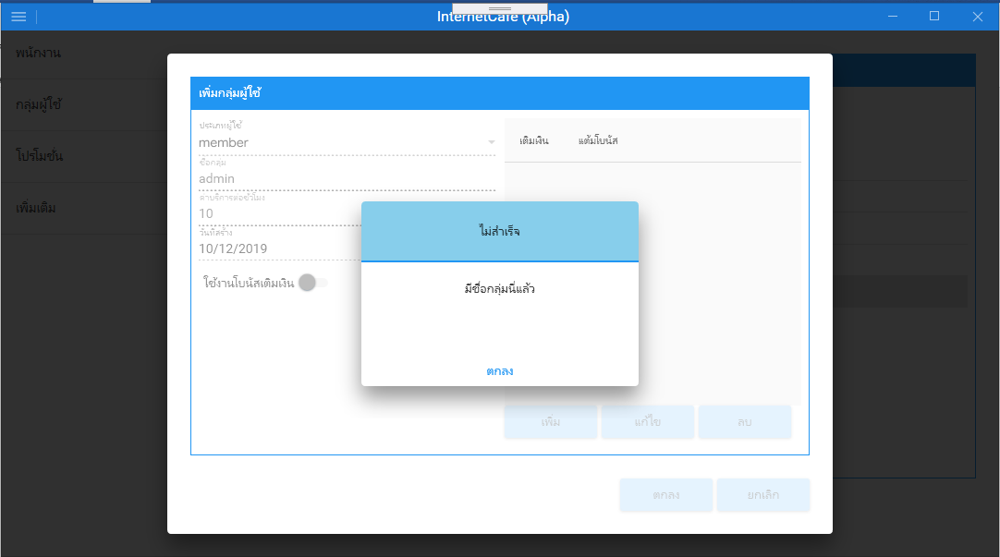 InternetCafe (Alpha)
พนักงาน
กลุ่มผู้ใช้
โปรโมชั่น
เพิ่มเติม
เพิ่มกลุ่มผู้ใช้
ประเภทผู้ใช้
member
ชื่อกลุ่ม
admin
ค่าบริการต่อชั่วโมง
10
วันที่สร้าง
10/12/2019
ใช้งานโบนัสเติมเงิน
เติมเงิน แต้มโบนัส
ไม่สำเร็จ
มีชื่อกลุ่มนี้แล้ว
ตกลง
เพิ่ม แก้ไข ลบ
ตกลง ยกเลิก